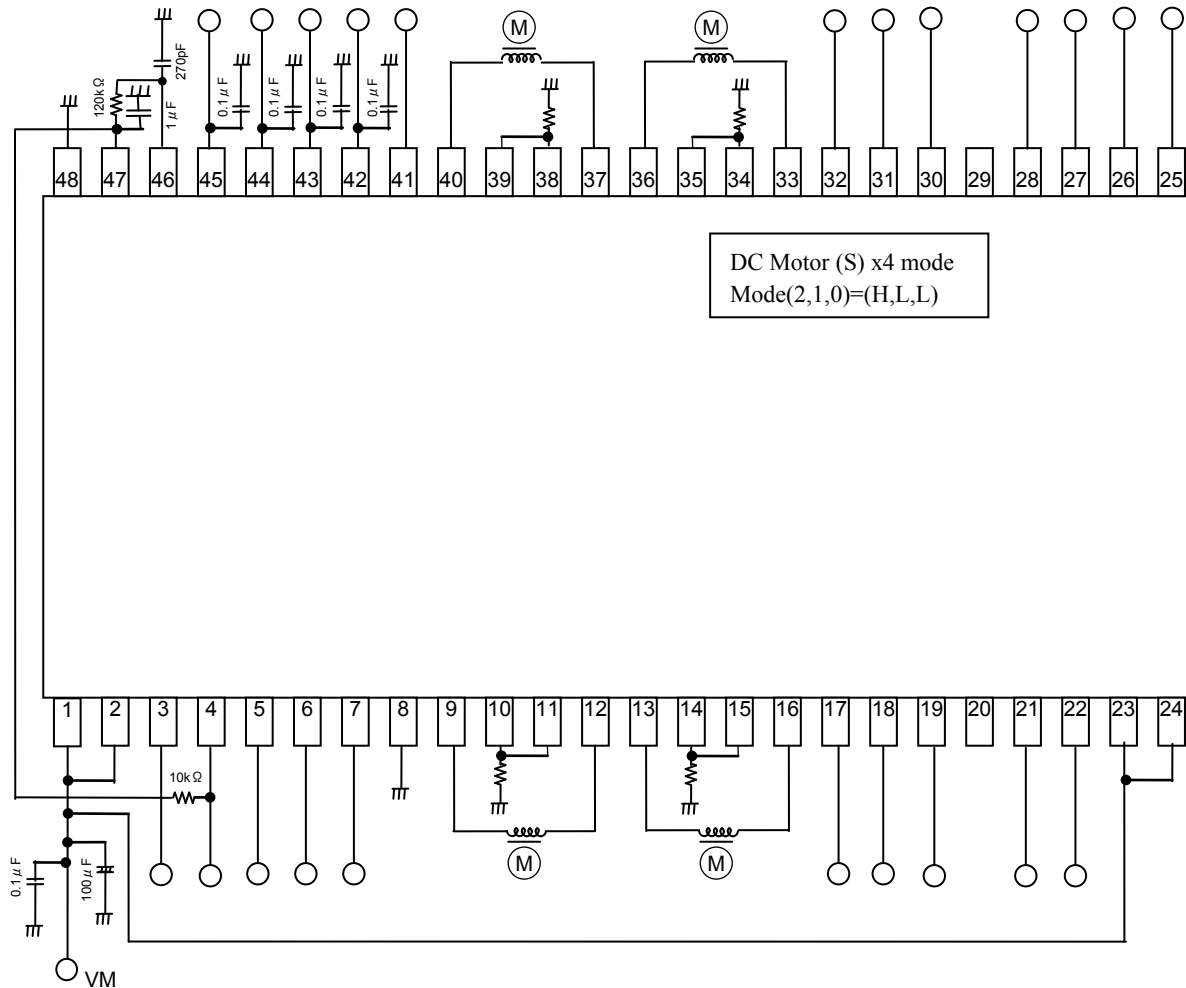 M M
270pF
120kΩ
1μF
0.1μF 0.1μF 0.1μF 0.1μF
48 47 46 45 44 43 42 41 40 39 38 37 36 35 34 33 32 31 30 29 28 27 26 25
DC Motor (S) x4 mode
Mode(2,1,0)=(H,L,L)
1 2 3 4 5 6 7 8 9 10 11 12 13 14 15 16 17 18 19 20 21 22 23 24
10kΩ
0.1μF 100μF
M M
VM